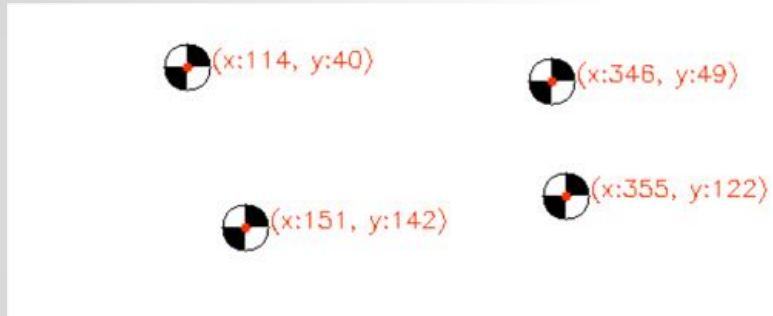 (x:114, y:40)
(x:346, y:49)
(x:355, y:122)
(x:151, y:142)